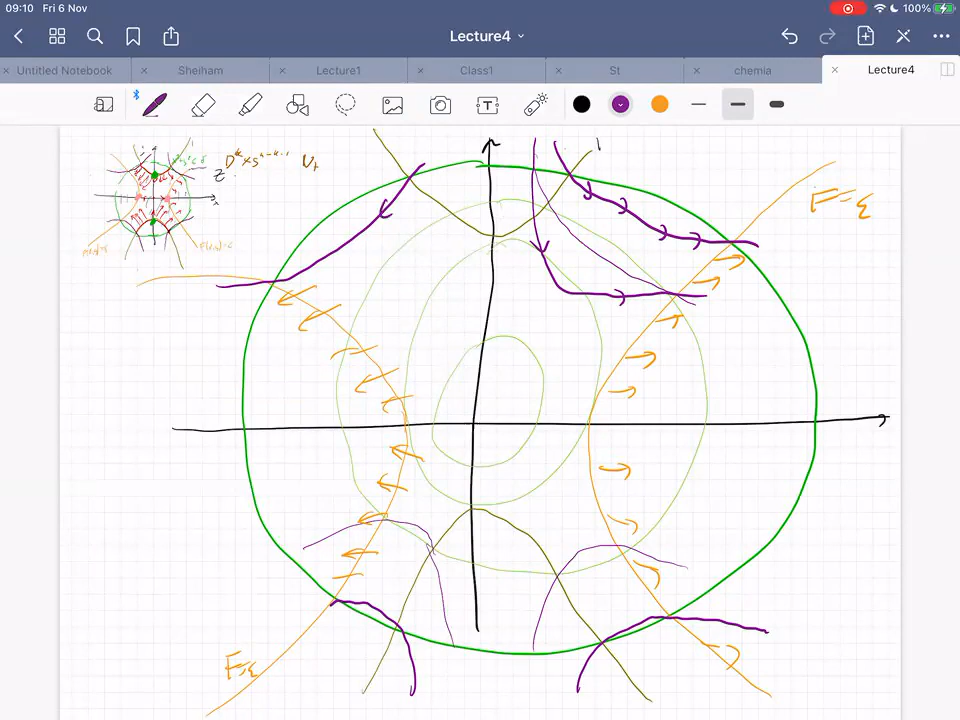 09:10 Fri 6 Nov
100%
Lecture4
Untitled Notebook
Sheiham
Lecture1
Class1
St
chemia
Lecture4
T
F=ε
F=ε